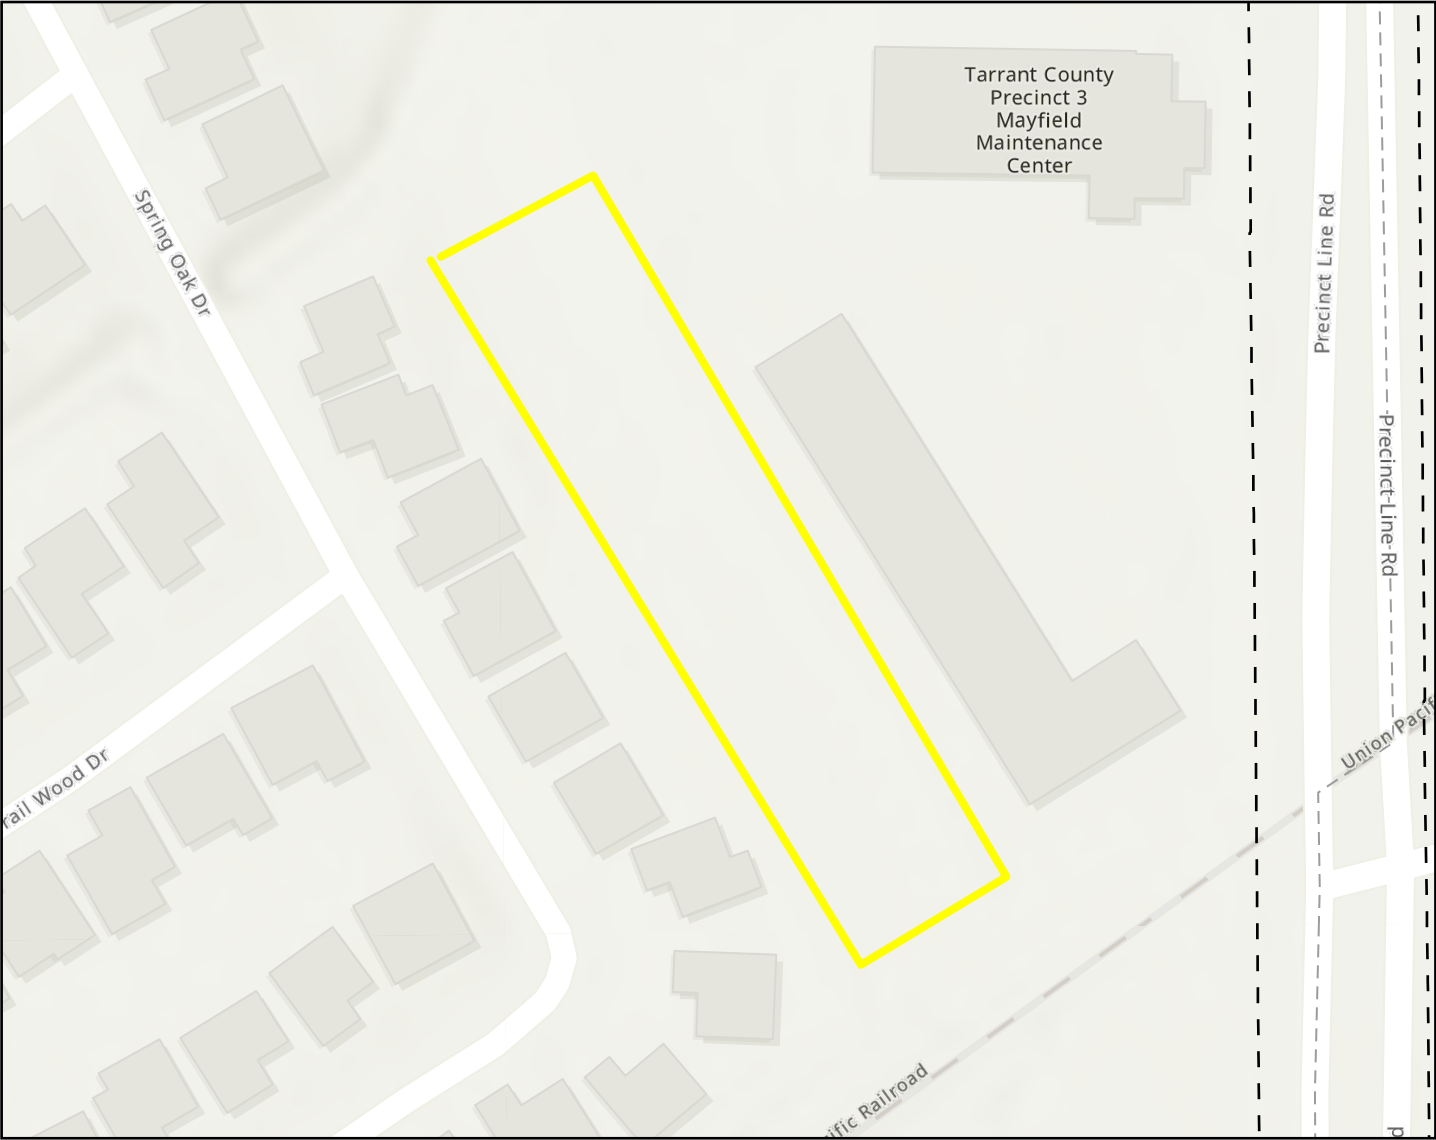 Tarrant County
Precinct 3
Mayfield
Maintenance
Center
Spring Oak Dr
Precinct Line Rd
Precinct-Line-Rd
Union Pacif
rail Wood Dr
ific Railroad
p